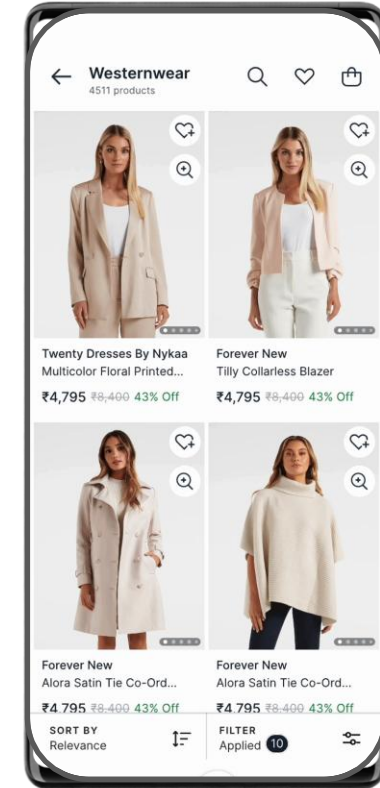 Westernwear
4511 products
Twenty Dresses By Nykaa
Multicolor Floral Printed...
₹4,795 ₹8,400 43% Off
Forever New
Tilly Collarless Blazer
₹4,795 ₹8,400 43% Off
Forever New
Alora Satin Tie Co-Ord...
₹4,795 ₹8,400 43% Off
Forever New
Alora Satin Tie Co-Ord...
₹4,795 ₹8,400 43% Off
SORT BY
Relevance
FILTER
Applied 10